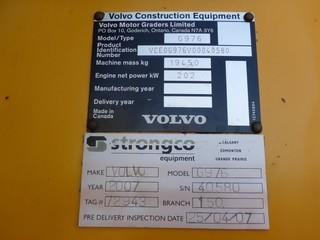 Volvo Construction Equipment
Volvo Motor Graders Limited
PO Box 10, Goderich, Ontario, Canada N7A 3Y6
Model/Type G976
Product Identification Number VCE0G976V00040580
Machine mass kg 19450
Engine net power kW 202
Manufacturing year
Delivery year
Made in Canada
VOLVO
strongco
equipment
CALGARY
EDMONTON
GRANDE PRAIRIE
MAKE VOLVO MODEL G976
YEAR 2007 S/N 40580
TAG # 72943 BRANCH 150
PRE DELIVERY INSPECTION DATE 25/04/07